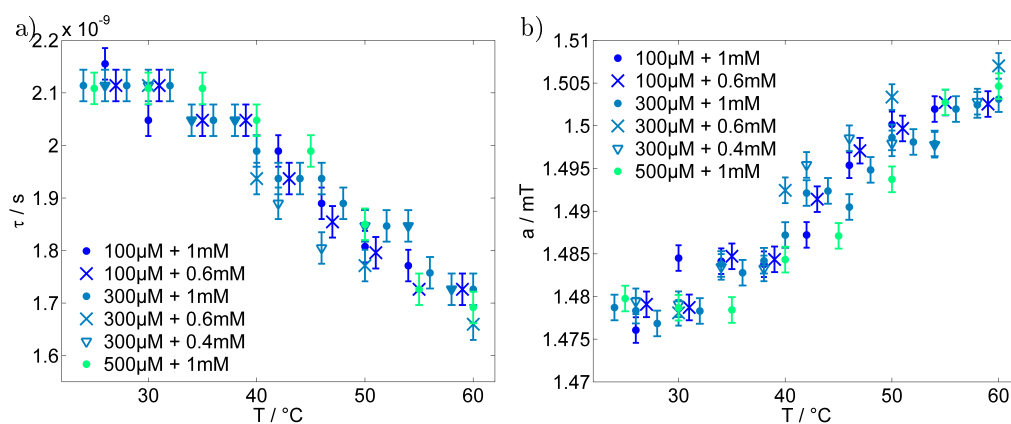 a)
x 10⁻⁹
2.2
2.1
2
1.9
1.8
1.7
1.6
τ / s
100µM + 1mM
100µM + 0.6mM
300µM + 1mM
300µM + 0.6mM
300µM + 0.4mM
500µM + 1mM
30 40 50 60
T / °C
b)
1.51
1.505
1.5
1.495
1.49
1.485
1.48
1.475
1.47
a / mT
100µM + 1mM
100µM + 0.6mM
300µM + 1mM
300µM + 0.6mM
300µM + 0.4mM
500µM + 1mM
30 40 50 60
T / °C